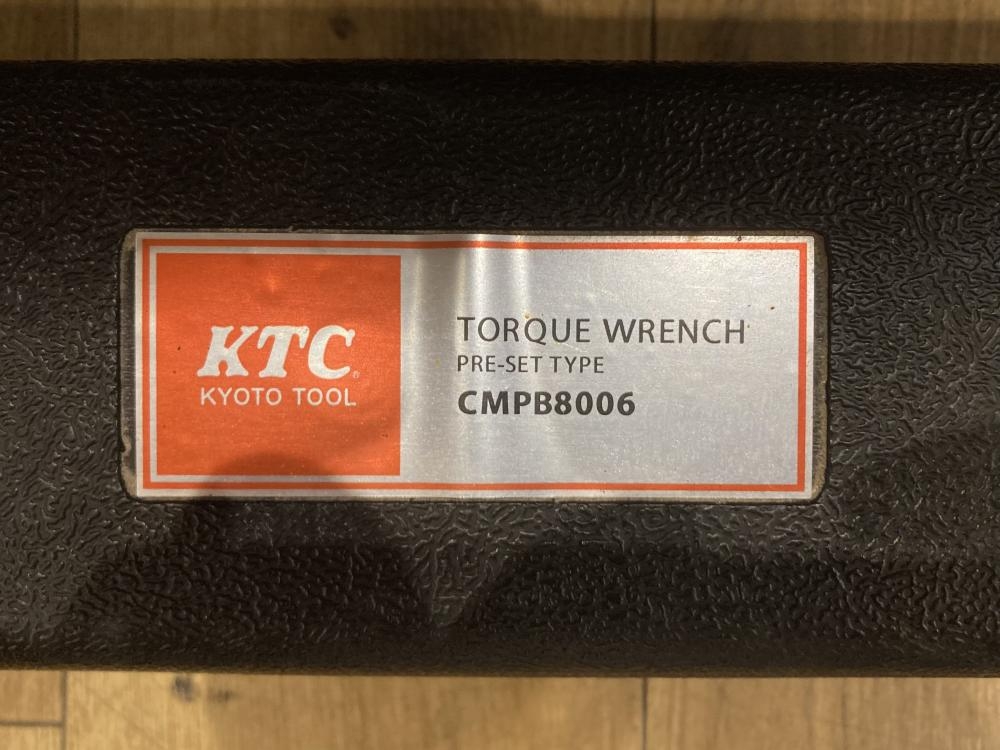 KTC
KYOTO TOOL
TORQUE WRENCH
PRE-SET TYPE
CMPB8006